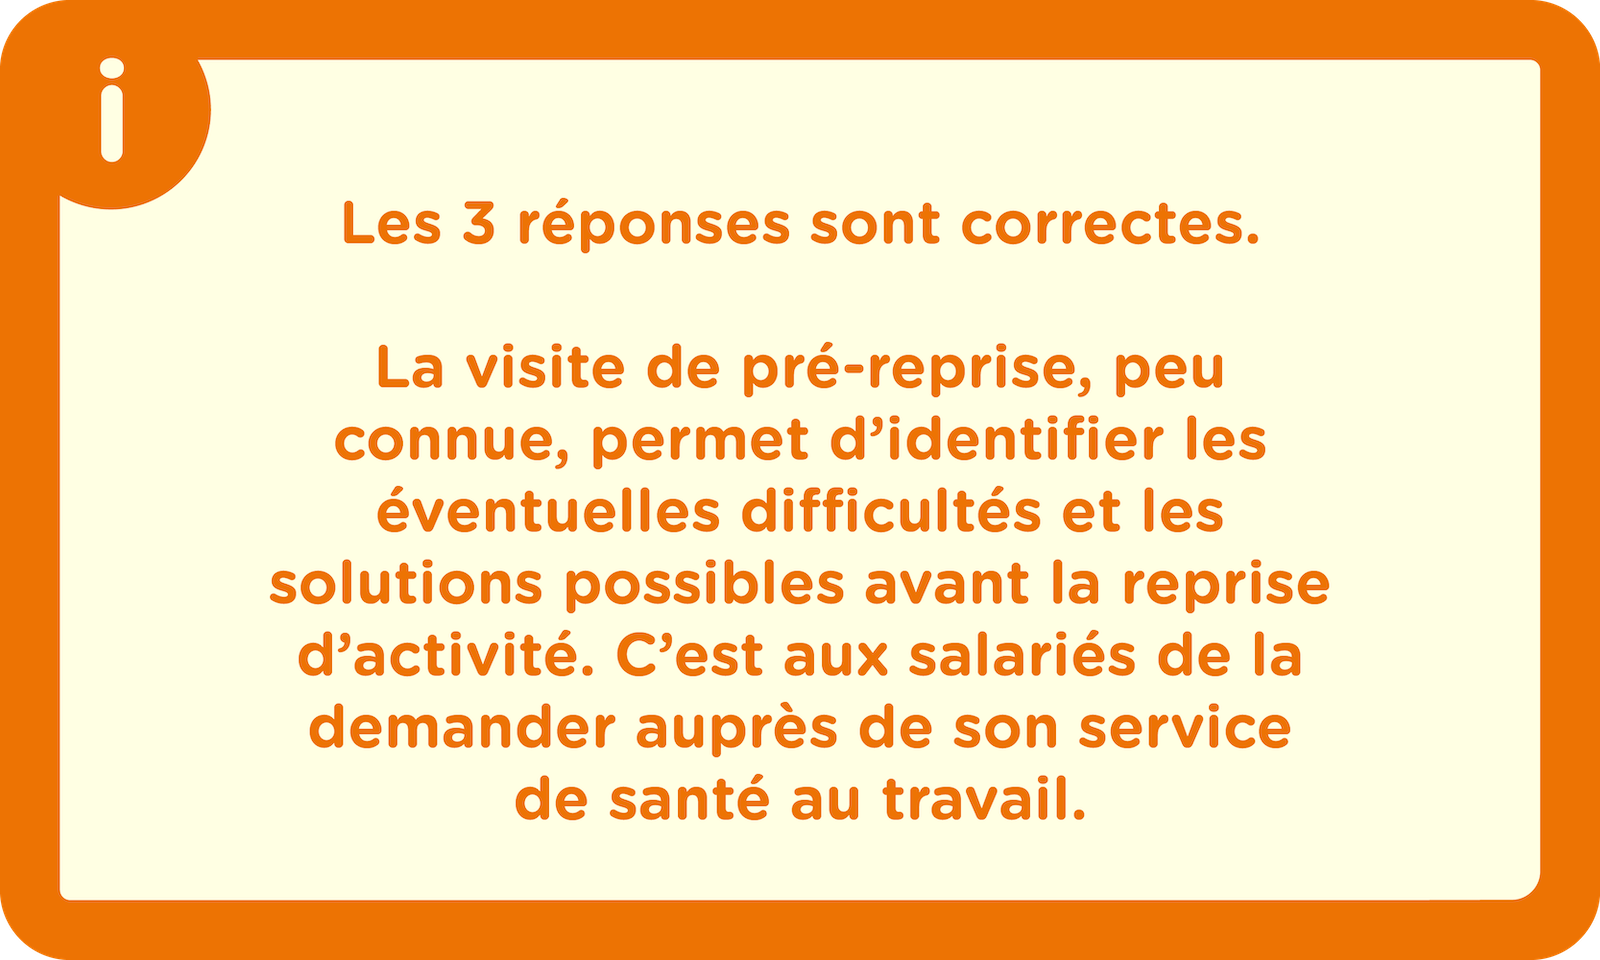 i
Les 3 réponses sont correctes.
La visite de pré-reprise, peu
connue, permet d’identifier les
éventuelles difficultés et les
solutions possibles avant la reprise
d’activité. C’est aux salariés de la
demander auprès de son service
de santé au travail.